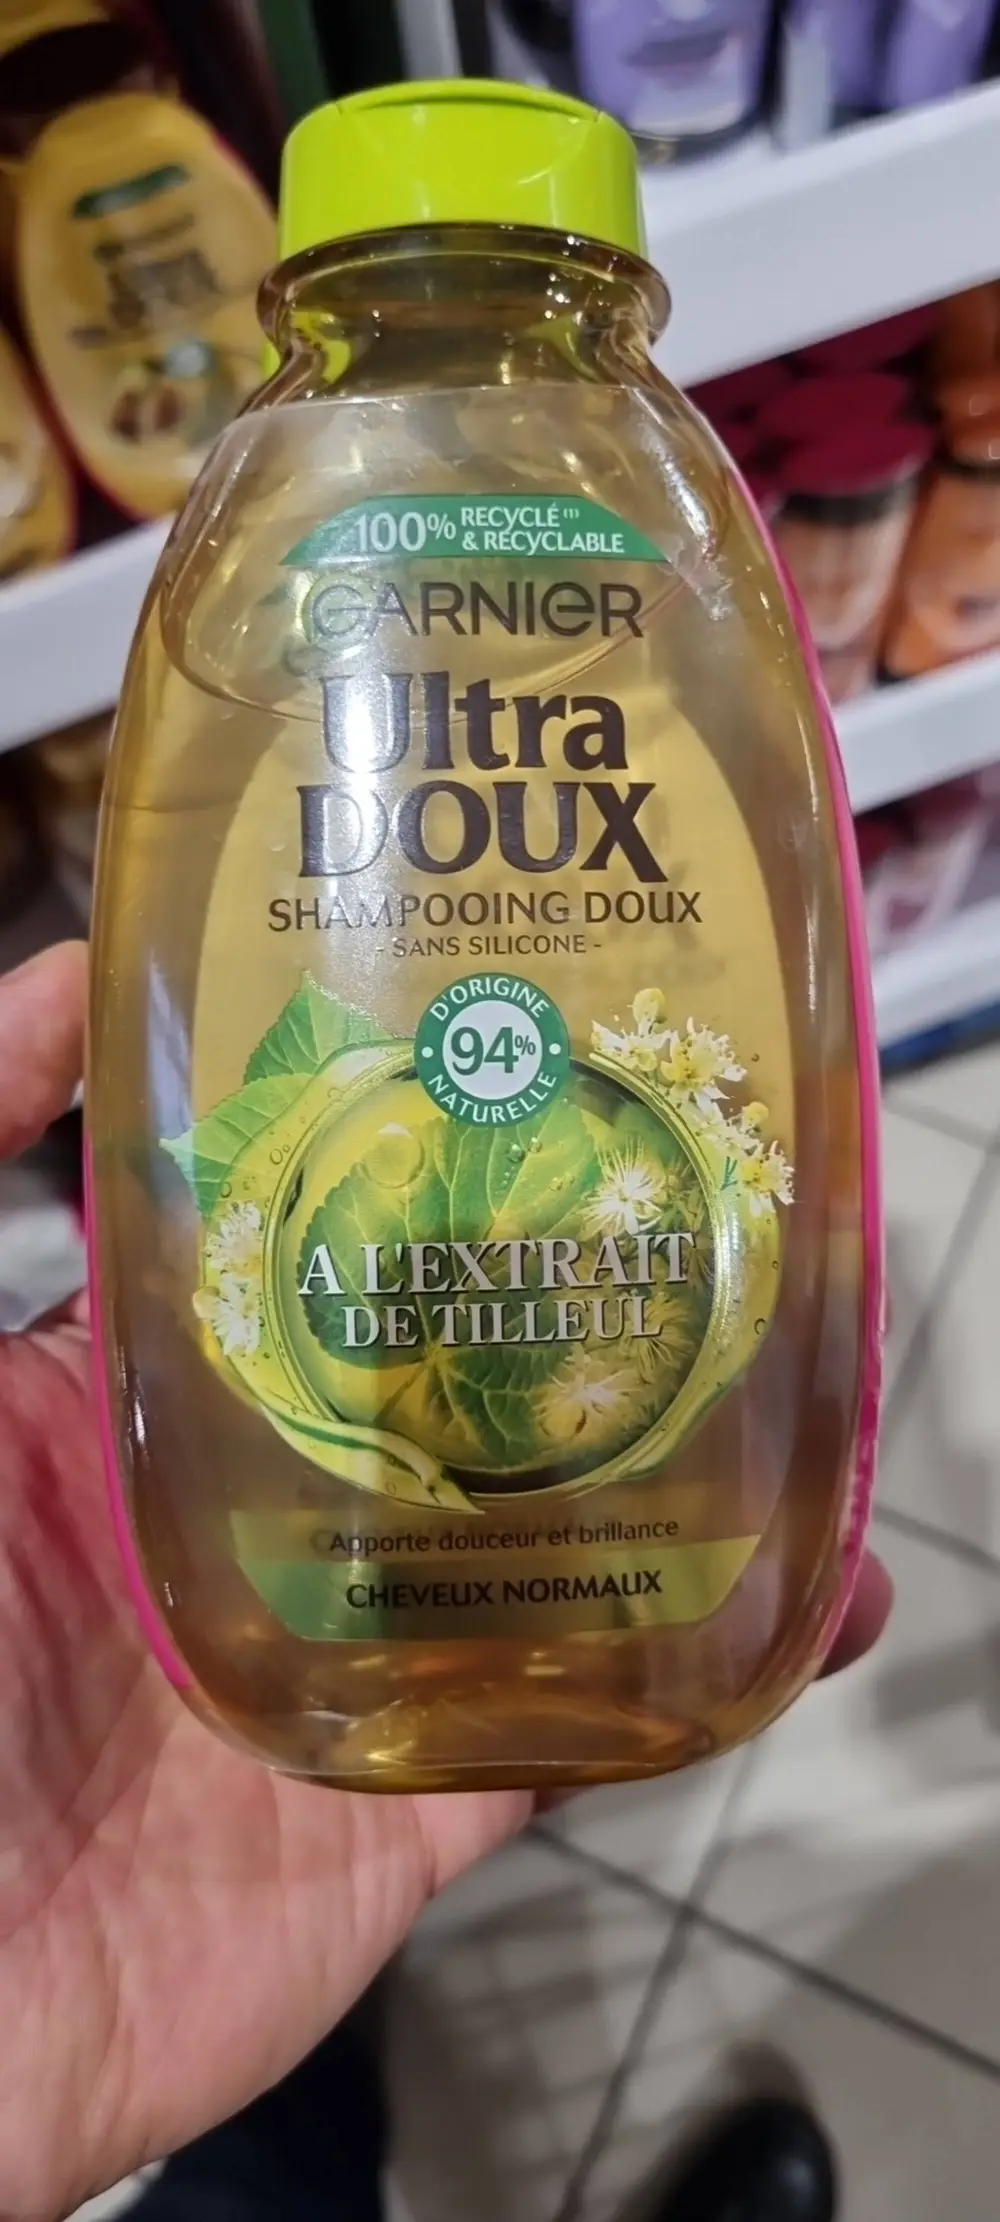 100% RECYCLÉ (1)
& RECYCLABLE
GARNIER
Ultra
DOUX
SHAMPOOING DOUX
- SANS SILICONE -
D'ORIGINE
94%
NATURELLE
A L'EXTRAIT
DE TILLEUL
Apporte douceur et brillance
CHEVEUX NORMAUX